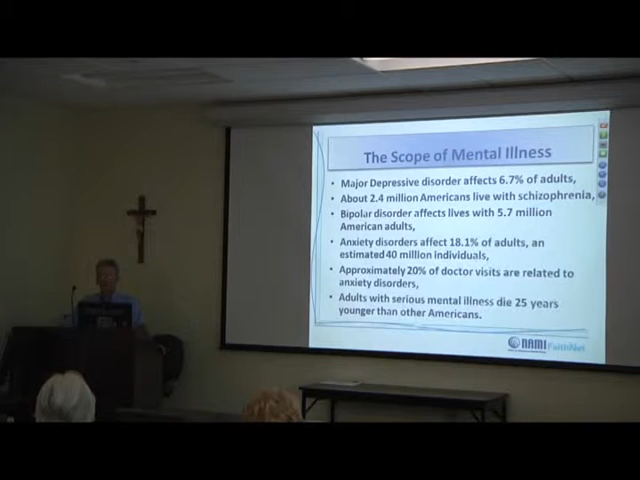 The Scope of Mental Illness
• Major Depressive disorder affects 6.7% of adults,
• About 2.4 million Americans live with schizophrenia,
• Bipolar disorder affects lives with 5.7 million
American adults,
• Anxiety disorders affect 18.1% of adults, an
estimated 40 million individuals,
• Approximately 20% of doctor visits are related to
anxiety disorders,
• Adults with serious mental illness die 25 years
younger than other Americans.
NAMI FaithNet